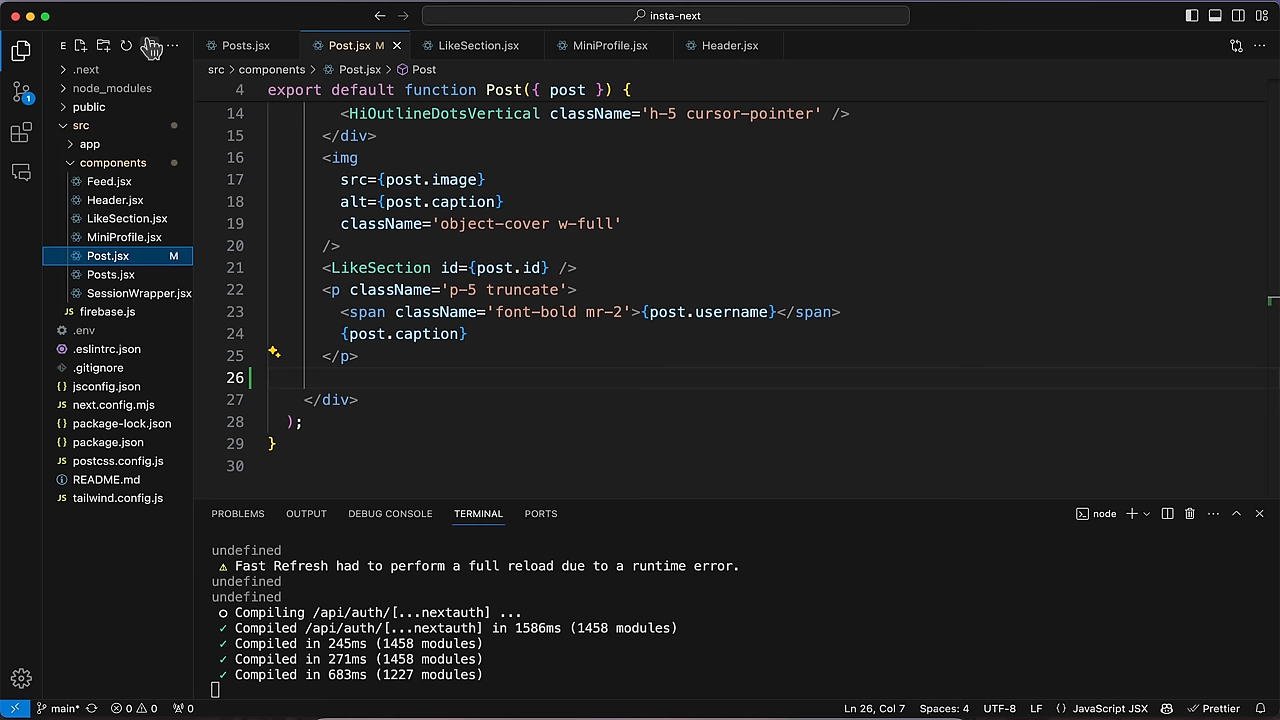 insta-next
E
Posts.jsx
Post.jsx M
LikeSection.jsx
MiniProfile.jsx
Header.jsx
src > components > Post.jsx > Post
.next
node_modules
public
src
app
components
Feed.jsx
Header.jsx
LikeSection.jsx
MiniProfile.jsx
Post.jsx M
Posts.jsx
SessionWrapper.jsx
JS firebase.js
.env
.eslintrc.json
.gitignore
{} jsconfig.json
JS next.config.mjs
{} package-lock.json
{} package.json
JS postcss.config.js
README.md
JS tailwind.config.js
1
4 export default function Post({ post }) {
14 <HiOutlineDotsVertical className='h-5 cursor-pointer' />
15 </div>
16 <img
17 src={post.image}
18 alt={post.caption}
19 className='object-cover w-full'
20 />
21 <LikeSection id={post.id} />
22 <p className='p-5 truncate'>
23 <span className='font-bold mr-2'>{post.username}</span>
24 {post.caption}
25 </p>
26
27 </div>
28 );
29 }
30
PROBLEMS OUTPUT DEBUG CONSOLE TERMINAL PORTS
node
undefined
⚠ Fast Refresh had to perform a full reload due to a runtime error.
undefined
undefined
○ Compiling /api/auth/[...nextauth] ...
✓ Compiled /api/auth/[...nextauth] in 1586ms (1458 modules)
✓ Compiled in 245ms (1458 modules)
✓ Compiled in 271ms (1458 modules)
✓ Compiled in 683ms (1227 modules)
main* 0 0 0
Ln 26, Col 7 Spaces: 4 UTF-8 LF {} JavaScript JSX Prettier